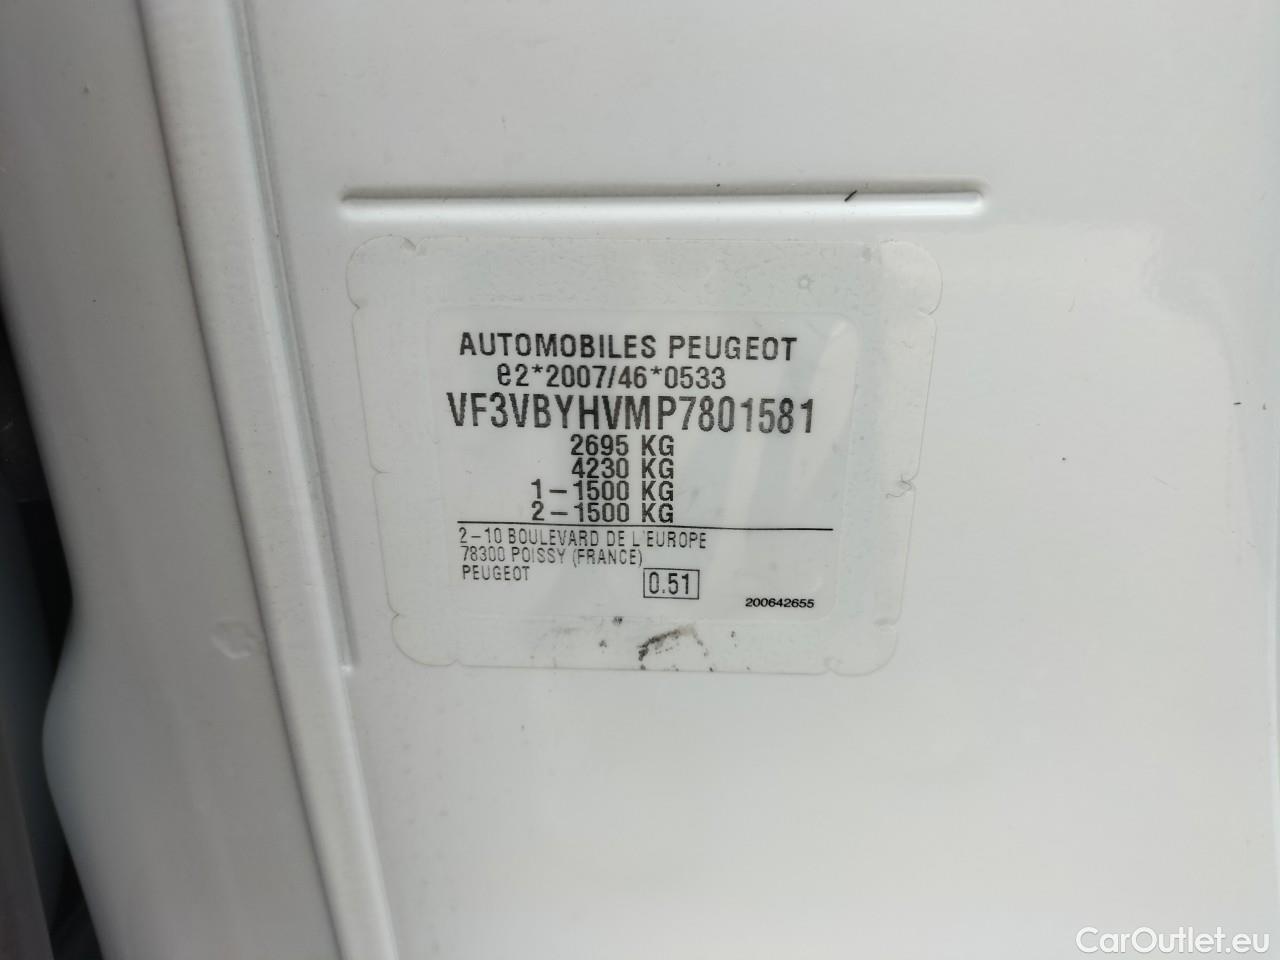 AUTOMOBILES PEUGEOT
e2*2007/46*0533
VF3VBYHVMP7801581
2695 KG
4230 KG
1-1500 KG
2-1500 KG
2-10 BOULEVARD DE L'EUROPE
78300 POISSY (FRANCE)
PEUGEOT
0.51
200642655
CarOutlet.eu